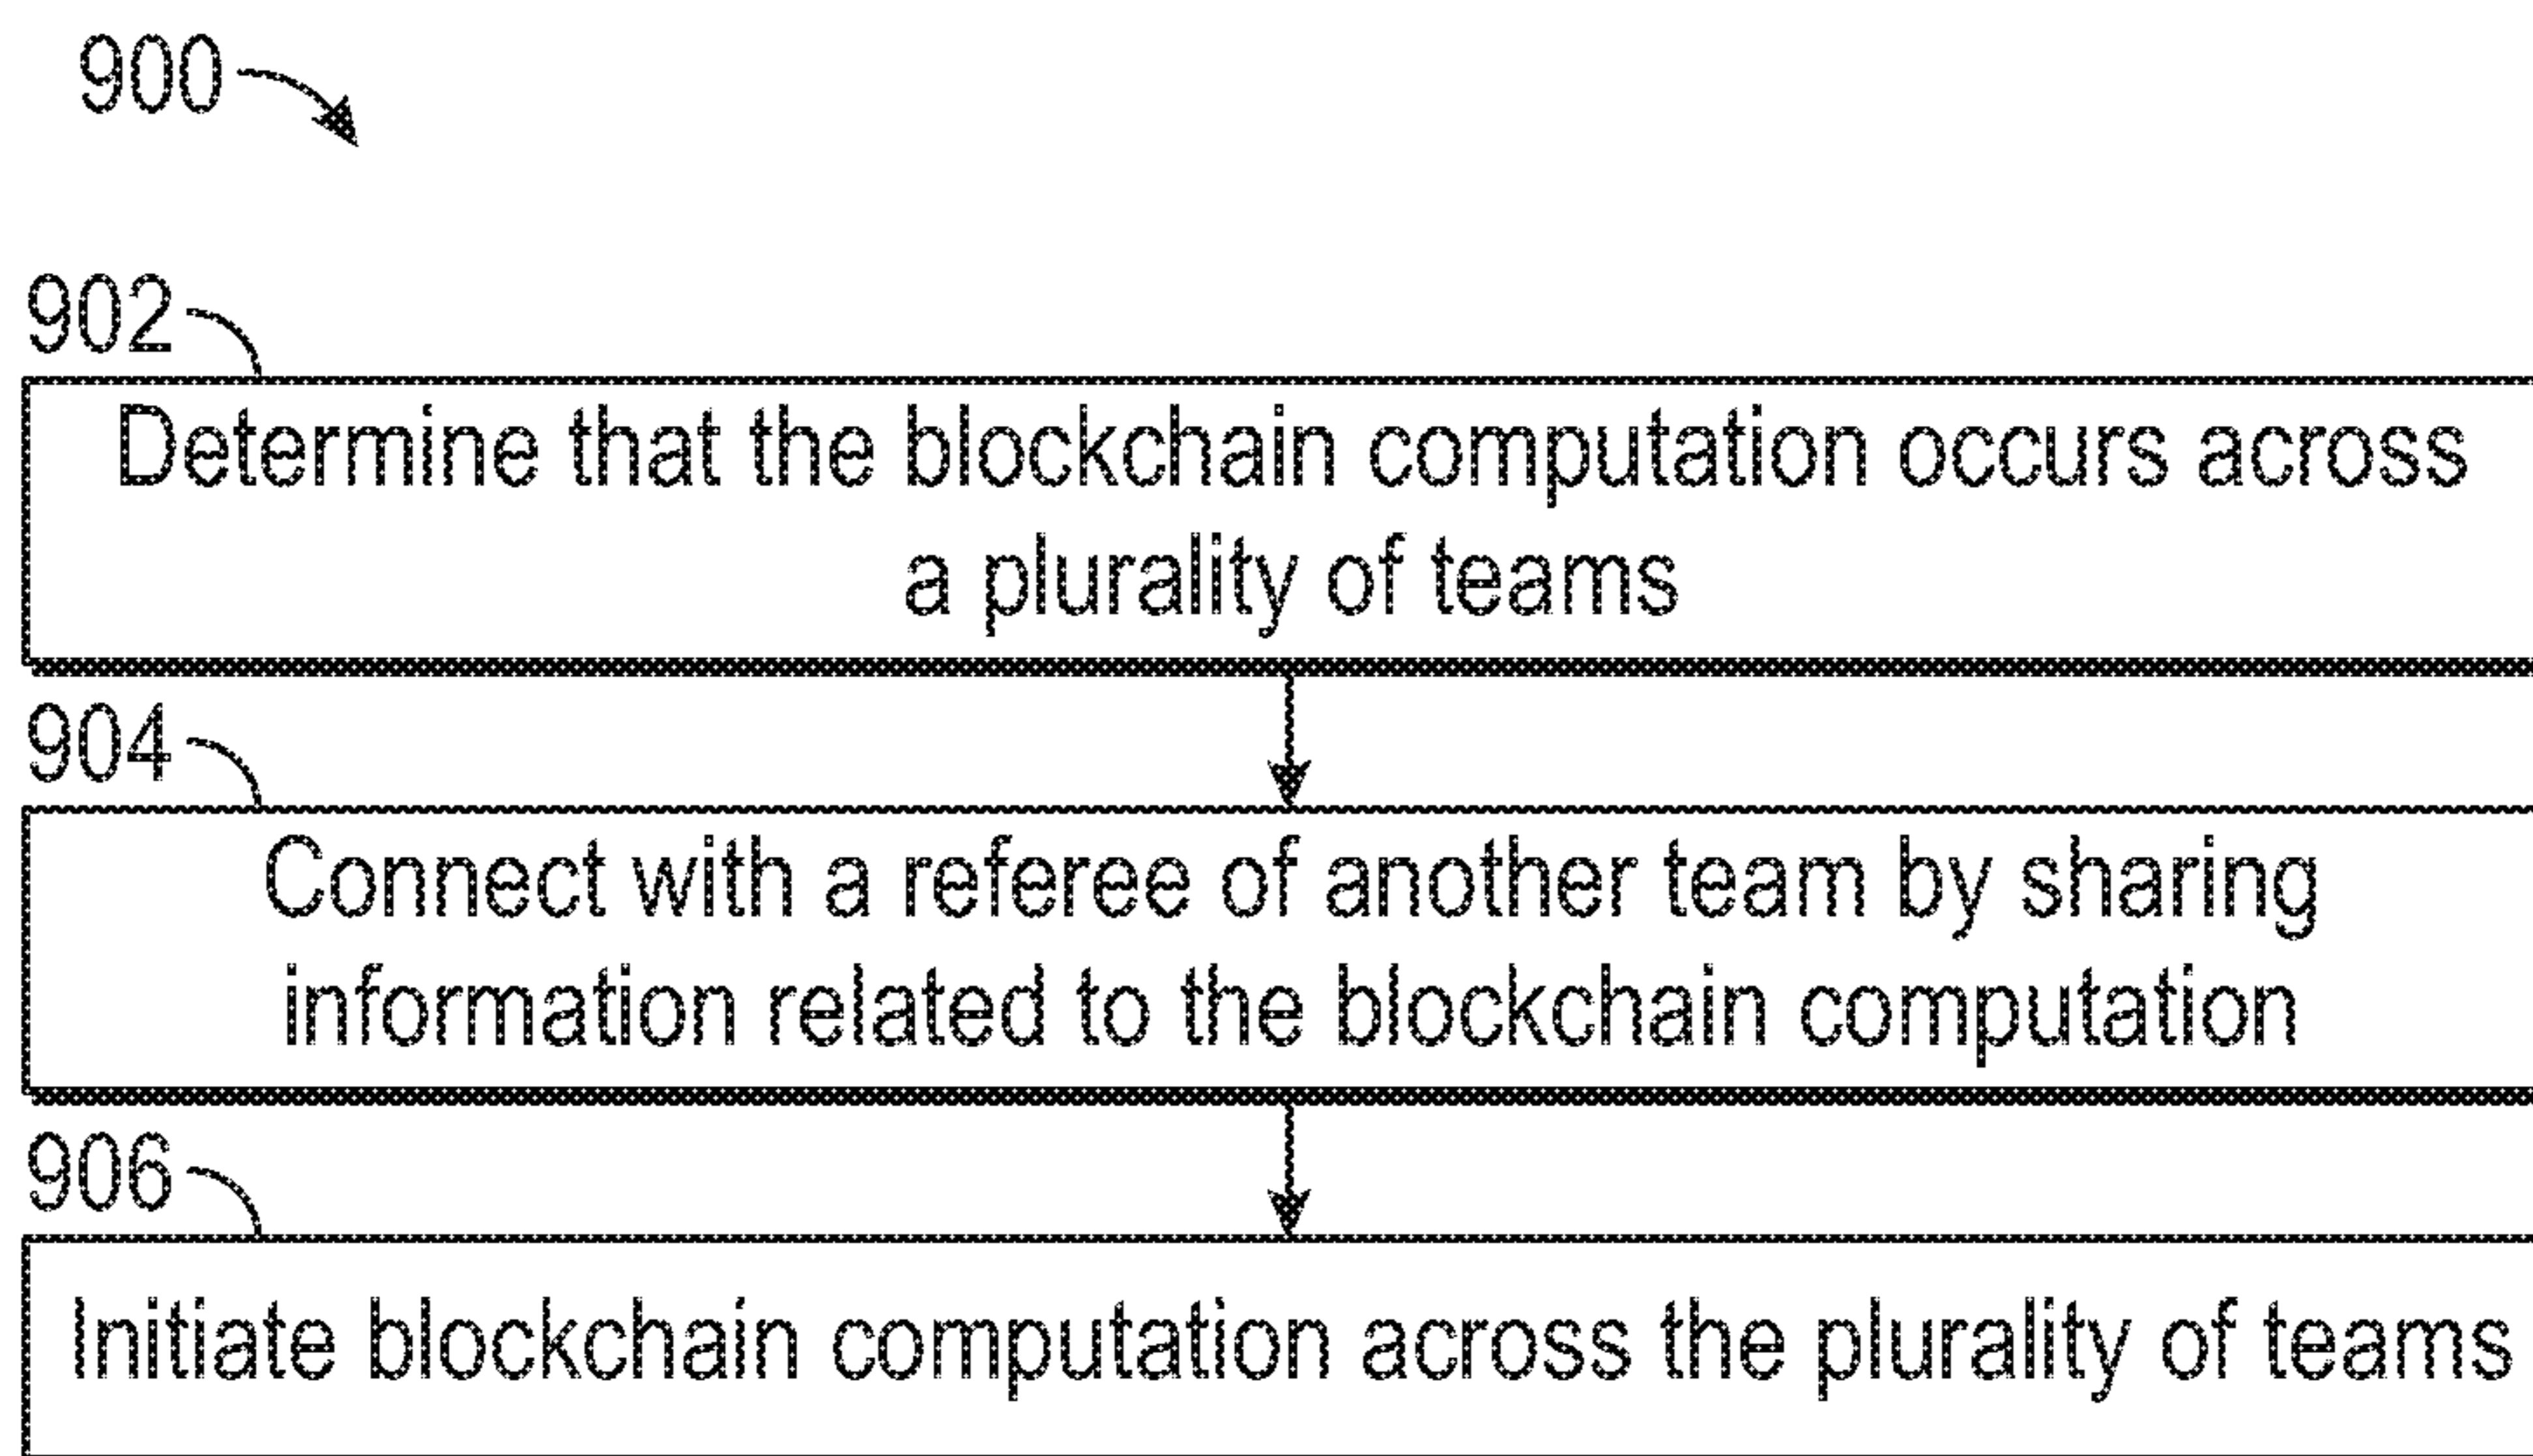 900
902
Determine that the blockchain computation occurs across
a plurality of teams
904
Connect with a referee of another team by sharing
information related to the blockchain computation
906
Initiate blockchain computation across the plurality of teams